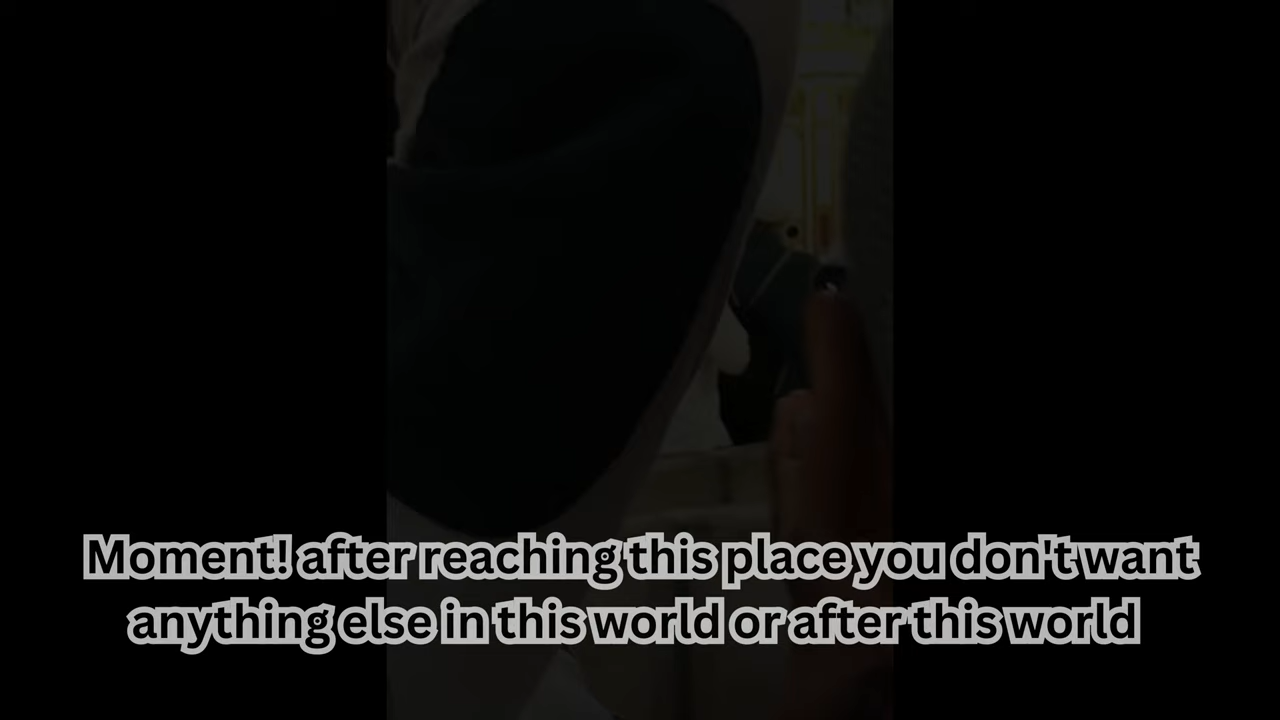 Moment! after reaching this place you don't want
anything else in this world or after this world